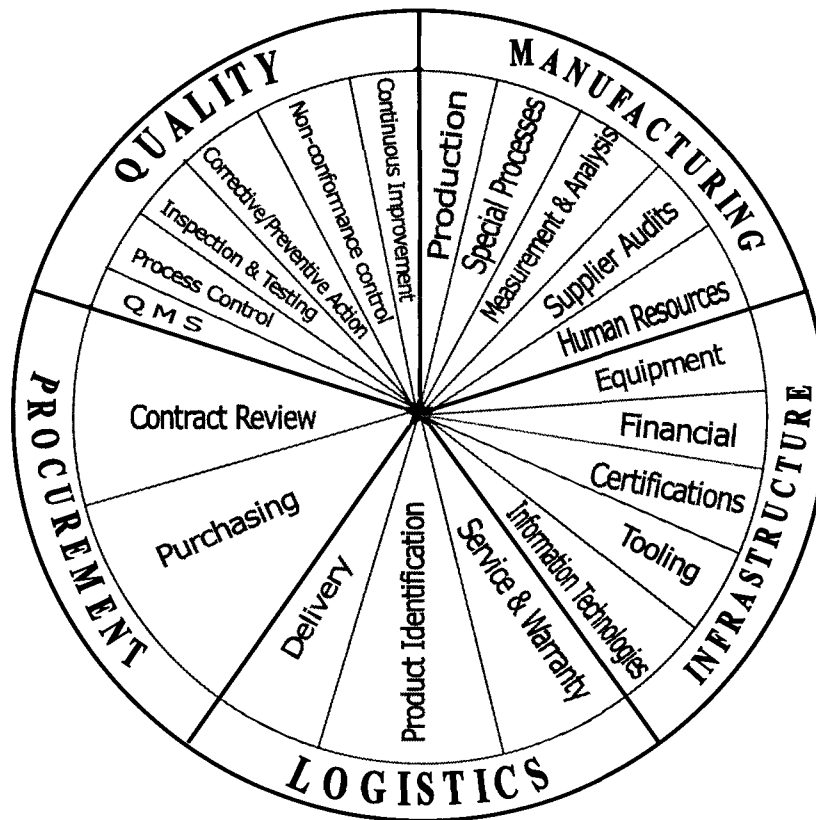 QUALITY
QMS
Process Control
Inspection & Testing
Corrective/Preventive Action
Non-conformance control
Continuous Improvement
MANUFACTURING
Production
Special Processes
Measurement & Analysis
Supplier Audits
Human Resources
INFRASTRUCTURE
Equipment
Financial
Certifications
Tooling
Information Technologies
LOGISTICS
Service & Warranty
Product Identification
Delivery
PROCUREMENT
Purchasing
Contract Review